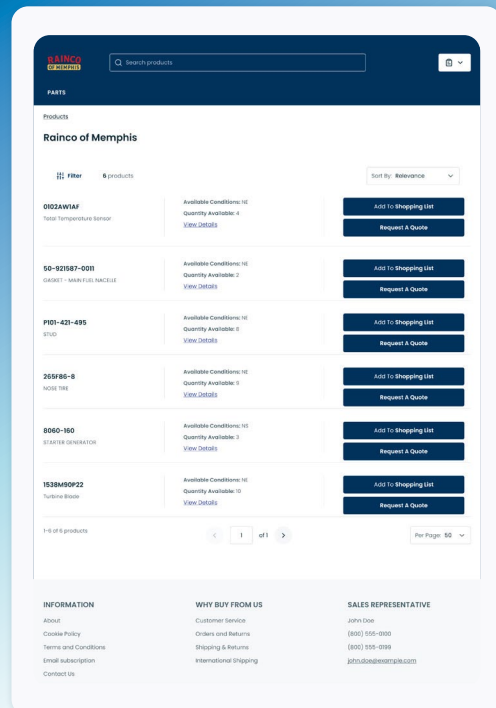 RAINCO
OF MEMPHIS
Search products
PARTS
Products
Rainco of Memphis
Filter
6 products
Sort By: Relevance
0102AW1AF
Total Temperature Sensor
Available Conditions: NE
Quantity Available: 4
View Details
Add To Shopping List
Request A Quote
50-921587-0011
GASKET - MAIN FUEL NACELLE
Available Conditions: NE
Quantity Available: 2
View Details
Add To Shopping List
Request A Quote
P101-421-495
STUD
Available Conditions: NE
Quantity Available: 8
View Details
Add To Shopping List
Request A Quote
265F86-8
NOSE TIRE
Available Conditions: NE
Quantity Available: 9
View Details
Add To Shopping List
Request A Quote
8060-160
STARTER GENERATOR
Available Conditions: NS
Quantity Available: 3
View Details
Add To Shopping List
Request A Quote
1538M90P22
Turbine Blade
Available Conditions: NE
Quantity Available: 10
View Details
Add To Shopping List
Request A Quote
1-6 of 6 products
1 of 1
Per Page: 50
INFORMATION
About
Cookie Policy
Terms and Conditions
Email subscription
Contact Us
WHY BUY FROM US
Customer Service
Orders and Returns
Shipping & Returns
International Shipping
SALES REPRESENTATIVE
John Doe
(800) 555-0100
(800) 555-0199
john.doe@example.com